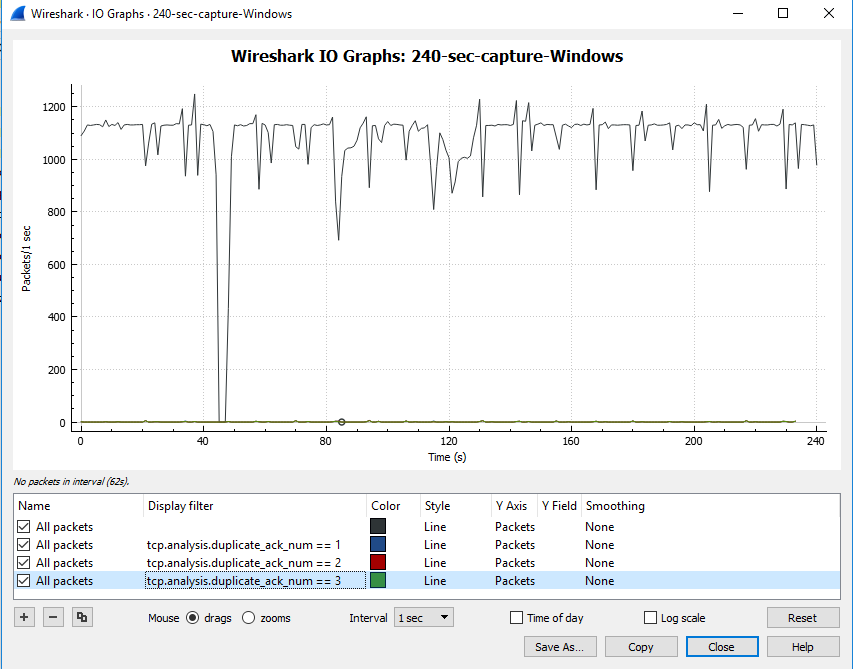 Wireshark · IO Graphs · 240-sec-capture-Windows
Wireshark IO Graphs: 240-sec-capture-Windows
1200
1000
800
600
400
200
0
Packets/1 sec
0 40 80 120 160 200 240
Time (s)
No packets in interval (62s).
Name Display filter Color Style Y Axis Y Field Smoothing
All packets Line Packets None
All packets tcp.analysis.duplicate_ack_num == 1 Line Packets None
All packets tcp.analysis.duplicate_ack_num == 2 Line Packets None
All packets tcp.analysis.duplicate_ack_num == 3 Line Packets None
Mouse drags zooms Interval 1 sec Time of day Log scale Reset
Save As... Copy Close Help